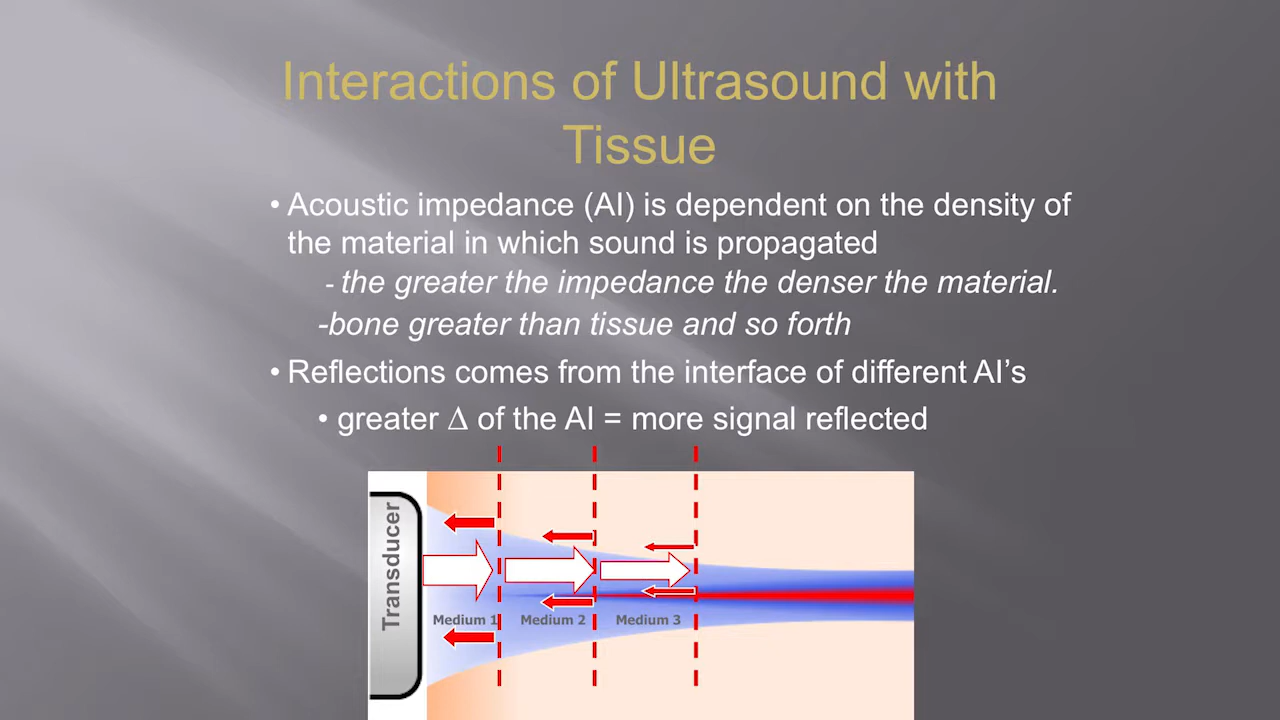 Interactions of Ultrasound with
Tissue
• Acoustic impedance (AI) is dependent on the density of
the material in which sound is propagated
- the greater the impedance the denser the material.
-bone greater than tissue and so forth
• Reflections comes from the interface of different AI’s
• greater ∆ of the AI = more signal reflected
Transducer
Medium 1 Medium 2 Medium 3